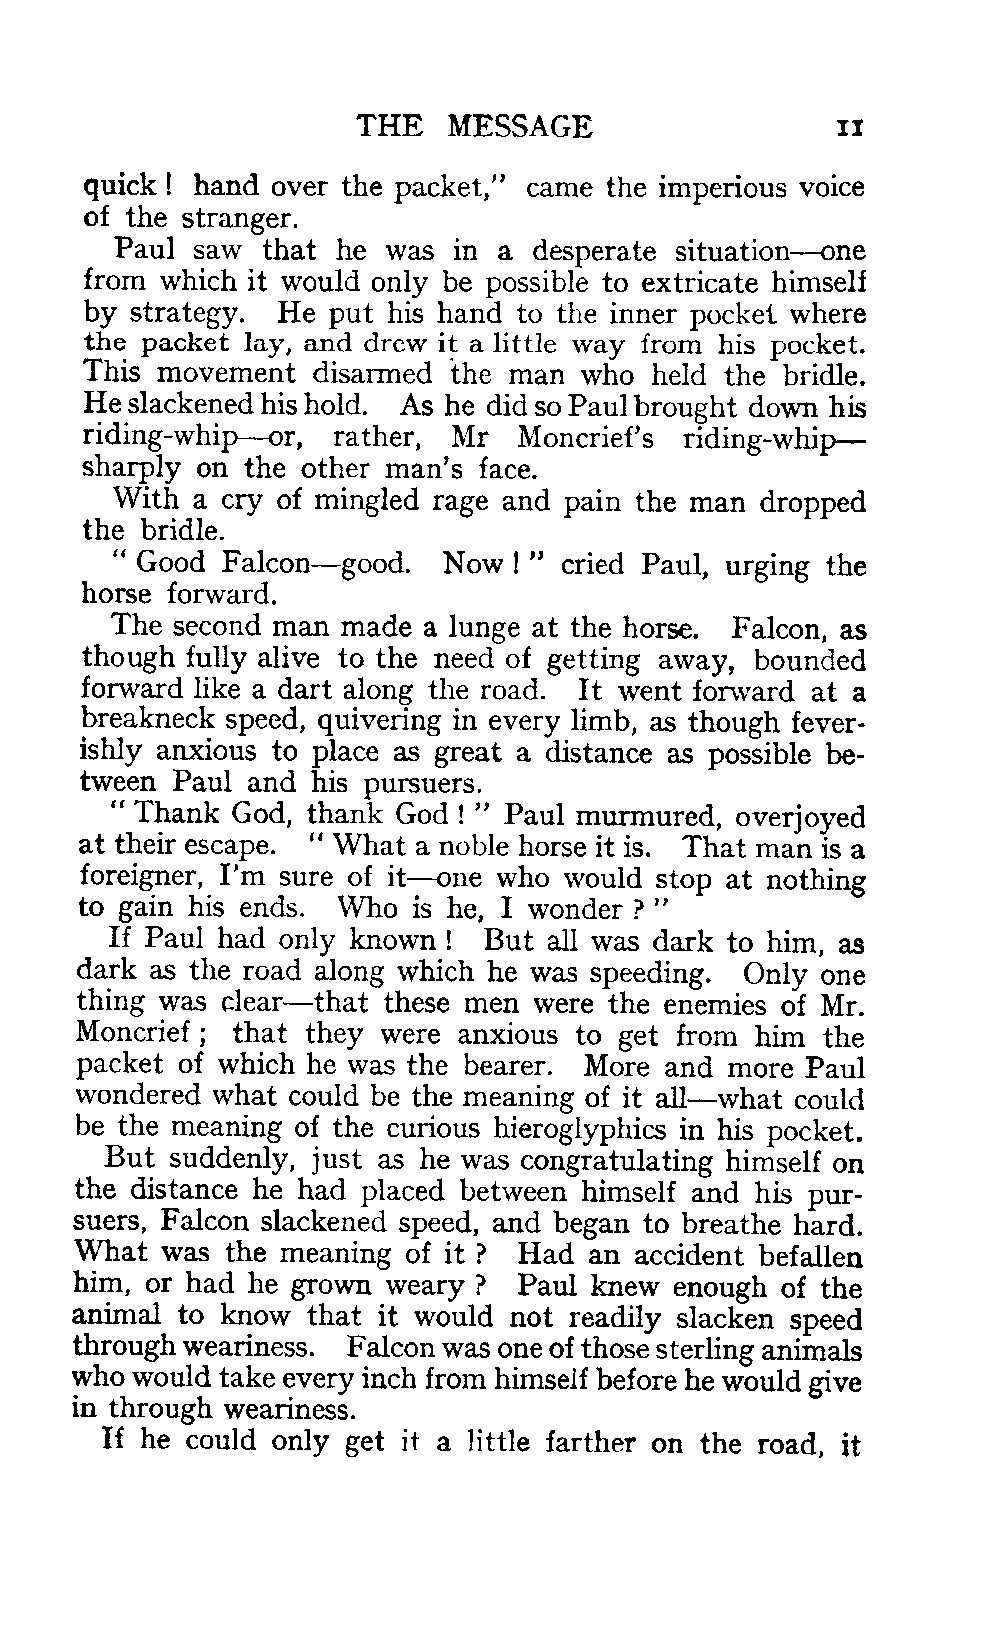 THE MESSAGE 11
quick ! hand over the packet," came the imperious voice
of the stranger.
Paul saw that he was in a desperate situation—one
from which it would only be possible to extricate himself
by strategy. He put his hand to the inner pocket where
the packet lay, and drew it a little way from his pocket.
This movement disarmed the man who held the bridle.
He slackened his hold. As he did so Paul brought down his
riding-whip—or, rather, Mr Moncrief's riding-whip—
sharply on the other man's face.
With a cry of mingled rage and pain the man dropped
the bridle.
" Good Falcon—good. Now ! " cried Paul, urging the
horse forward.
The second man made a lunge at the horse. Falcon, as
though fully alive to the need of getting away, bounded
forward like a dart along the road. It went forward at a
breakneck speed, quivering in every limb, as though fever-
ishly anxious to place as great a distance as possible be-
tween Paul and his pursuers.
" Thank God, thank God ! " Paul murmured, overjoyed
at their escape. " What a noble horse it is. That man is a
foreigner, I'm sure of it—one who would stop at nothing
to gain his ends. Who is he, I wonder ? "
If Paul had only known ! But all was dark to him, as
dark as the road along which he was speeding. Only one
thing was clear—that these men were the enemies of Mr.
Moncrief ; that they were anxious to get from him the
packet of which he was the bearer. More and more Paul
wondered what could be the meaning of it all—what could
be the meaning of the curious hieroglyphics in his pocket.
But suddenly, just as he was congratulating himself on
the distance he had placed between himself and his pur-
suers, Falcon slackened speed, and began to breathe hard.
What was the meaning of it ? Had an accident befallen
him, or had he grown weary ? Paul knew enough of the
animal to know that it would not readily slacken speed
through weariness. Falcon was one of those sterling animals
who would take every inch from himself before he would give
in through weariness.
If he could only get it a little farther on the road, it